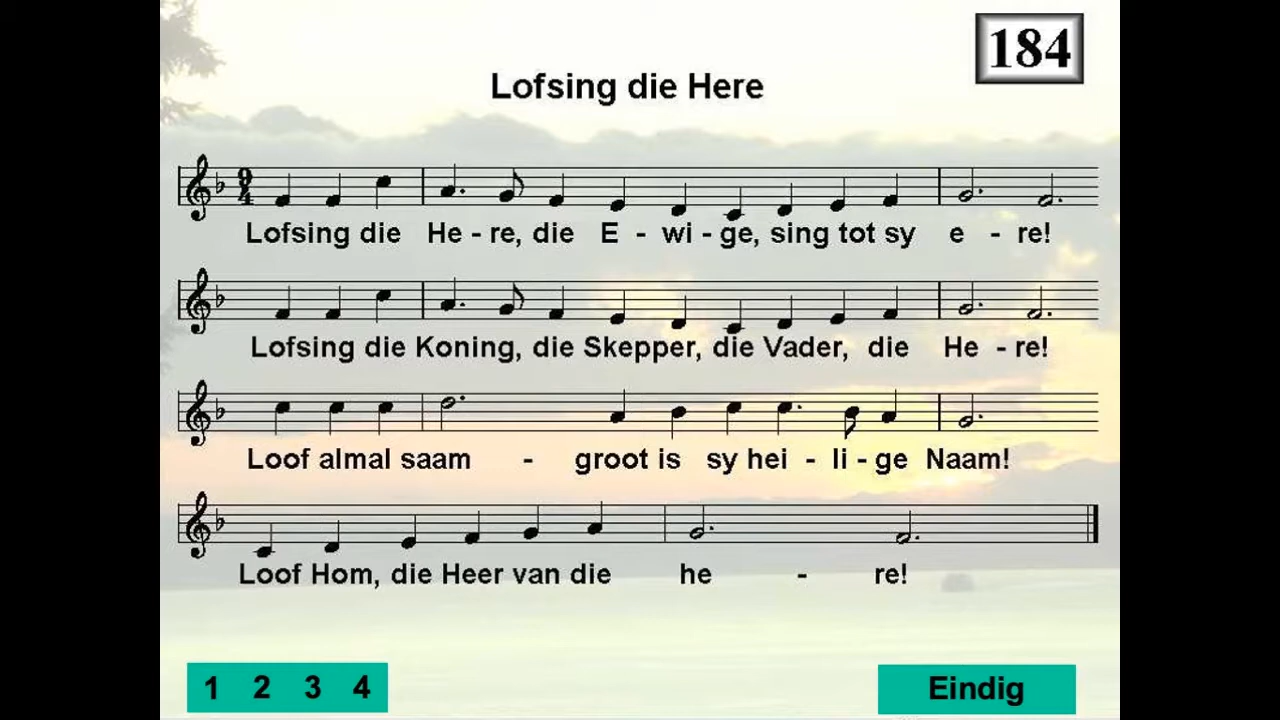 184
Lofsing die Here
9
4
Lofsing die He - re, die E - wi - ge, sing tot sy e - re!
Lofsing die Koning, die Skepper, die Vader, die He - re!
Loof almal saam - groot is sy hei - li - ge Naam!
Loof Hom, die Heer van die he - re!
1 2 3 4
Eindig